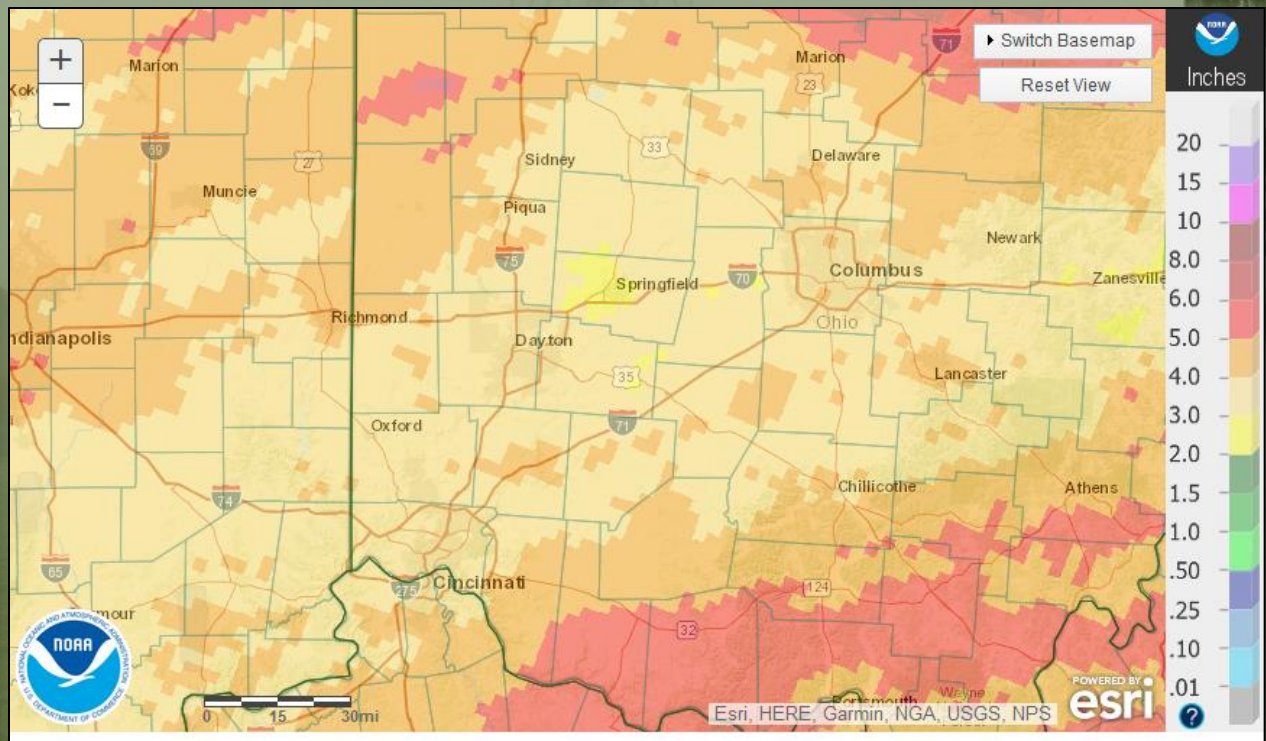 +
−
Switch Basemap
Reset View
NOAA
Inches
20
15
10
8.0
6.0
5.0
4.0
3.0
2.0
1.5
1.0
.50
.25
.10
.01
?
Marion
Marion
71
23
69
27
33
Sidney
Delaware
Muncie
Piqua
Newark
75
Columbus
Springfield
70
Zanesville
Richmond
Ohio
ndianapolis
Dayton
35
Lancaster
Oxford
71
74
Chillicothe
Athens
65
275
Cincinnati
124
mour
32
NATIONAL OCEANIC AND ATMOSPHERIC ADMINISTRATION
NOAA
U.S. DEPARTMENT OF COMMERCE
0 15 30mi
Portsmouth
Wayne
Esri, HERE, Garmin, NGA, USGS, NPS
POWERED BY
esri